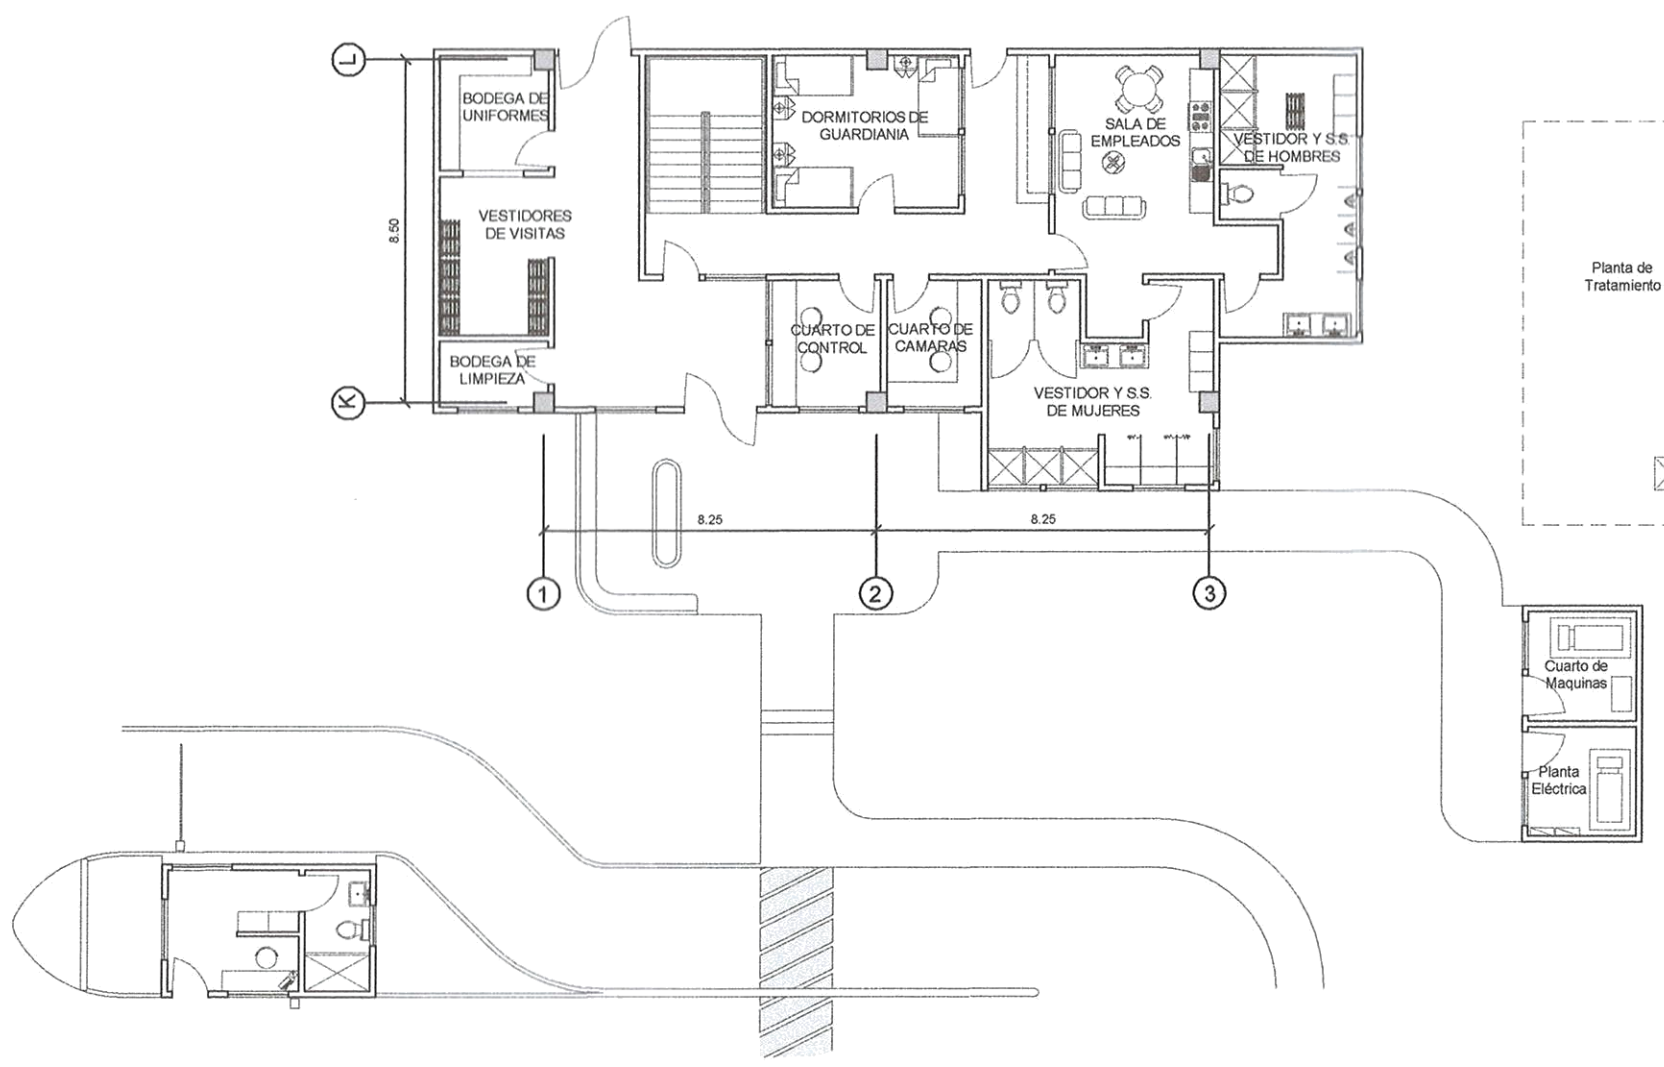 L
BODEGA DE
UNIFORMES
DORMITORIOS DE
GUARDIANIA
SALA DE
EMPLEADOS
VESTIDOR Y S.S.
DE HOMBRES
8.50
VESTIDORES
DE VISITAS
Planta de
Tratamiento
CUARTO DE
CONTROL
CUARTO DE
CAMARAS
BODEGA DE
LIMPIEZA
K
VESTIDOR Y S.S.
DE MUJERES
8.25
8.25
1
2
3
Cuarto de
Maquinas
Planta
Eléctrica